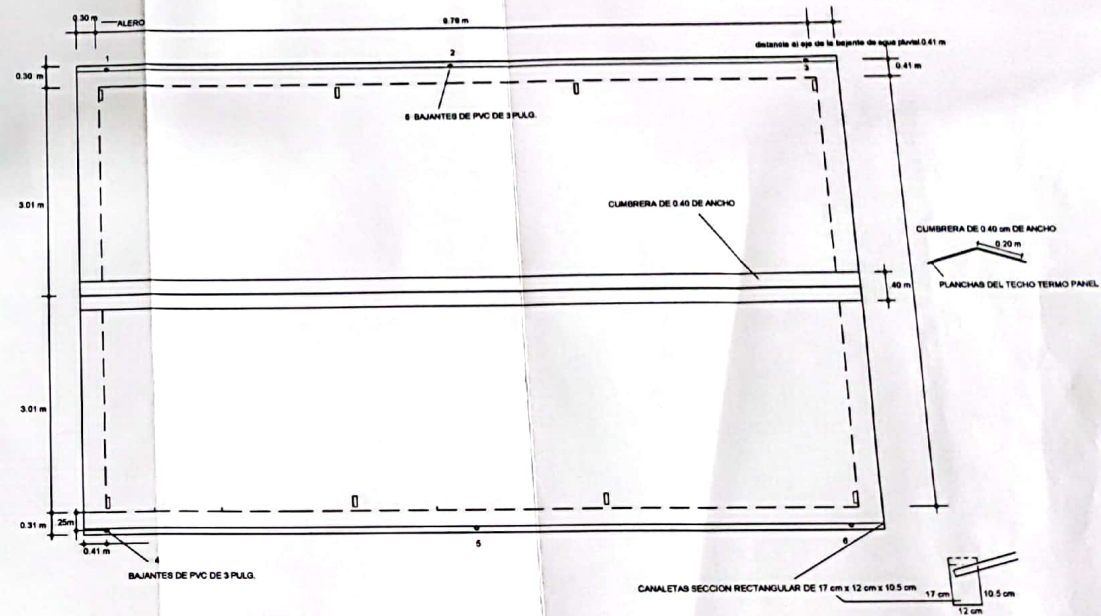 0.30 m
ALERO
9.78 m
distancia al eje de la bajante de agua pluvial 0.41 m
1
2
3
0.30 m
0.41 m
6 BAJANTES DE PVC DE 3 PULG.
3.01 m
CUMBRERA DE 0.40 DE ANCHO
CUMBRERA DE 0.40 cm DE ANCHO
0.20 m
.40 m
PLANCHAS DEL TECHO TERMO PANEL
3.01 m
0.31 m
.25m
0.41 m
4
5
6
BAJANTES DE PVC DE 3 PULG.
CANALETAS SECCION RECTANGULAR DE 17 cm x 12 cm x 10.5 cm
17 cm
10.5 cm
12 cm